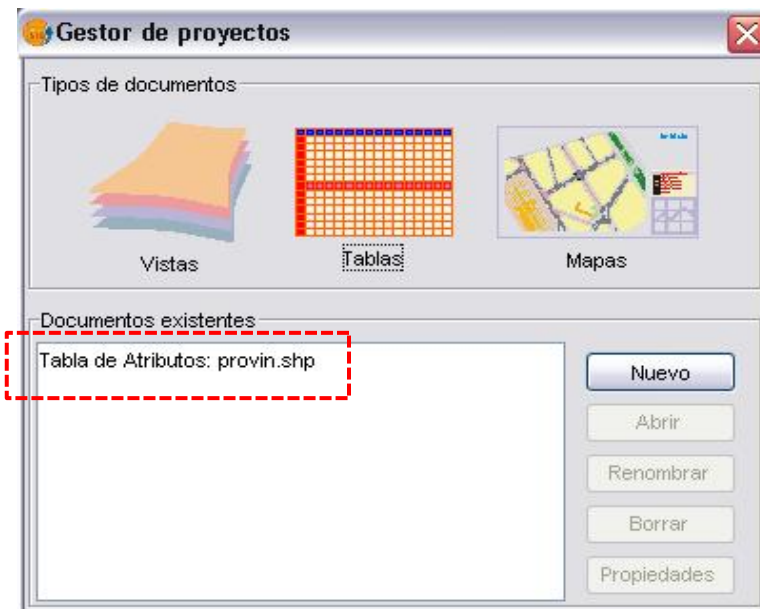 Gestor de proyectos
Tipos de documentos
Vistas
Tablas
Mapas
Documentos existentes
Tabla de Atributos: provin.shp
Nuevo
Abrir
Renombrar
Borrar
Propiedades